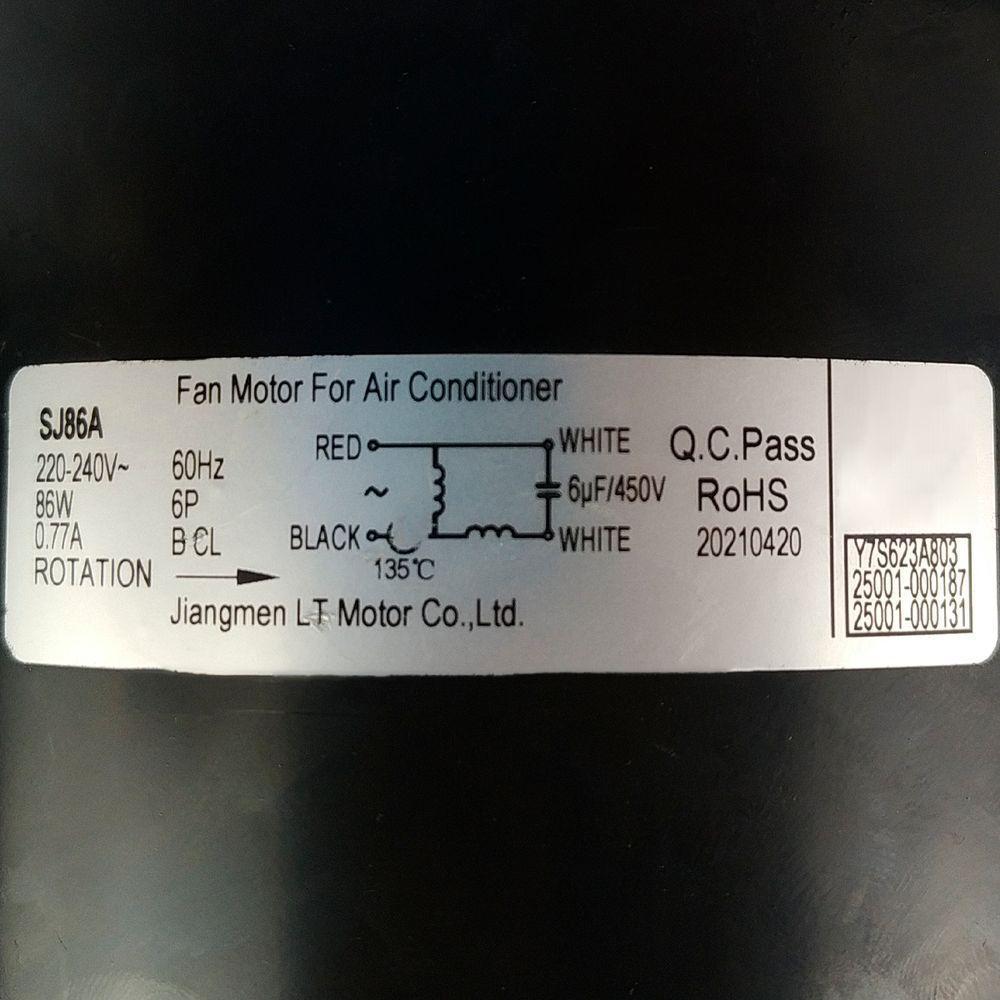 Fan Motor For Air Conditioner
SJ86A
220-240V~ 60Hz
86W 6P
0.77A B CL
ROTATION
RED WHITE
~ 6μF/450V
BLACK WHITE
135℃
Jiangmen LT Motor Co.,Ltd.
Q.C.Pass
RoHS
20210420
Y7S623A803
25001-000187
25001-000131